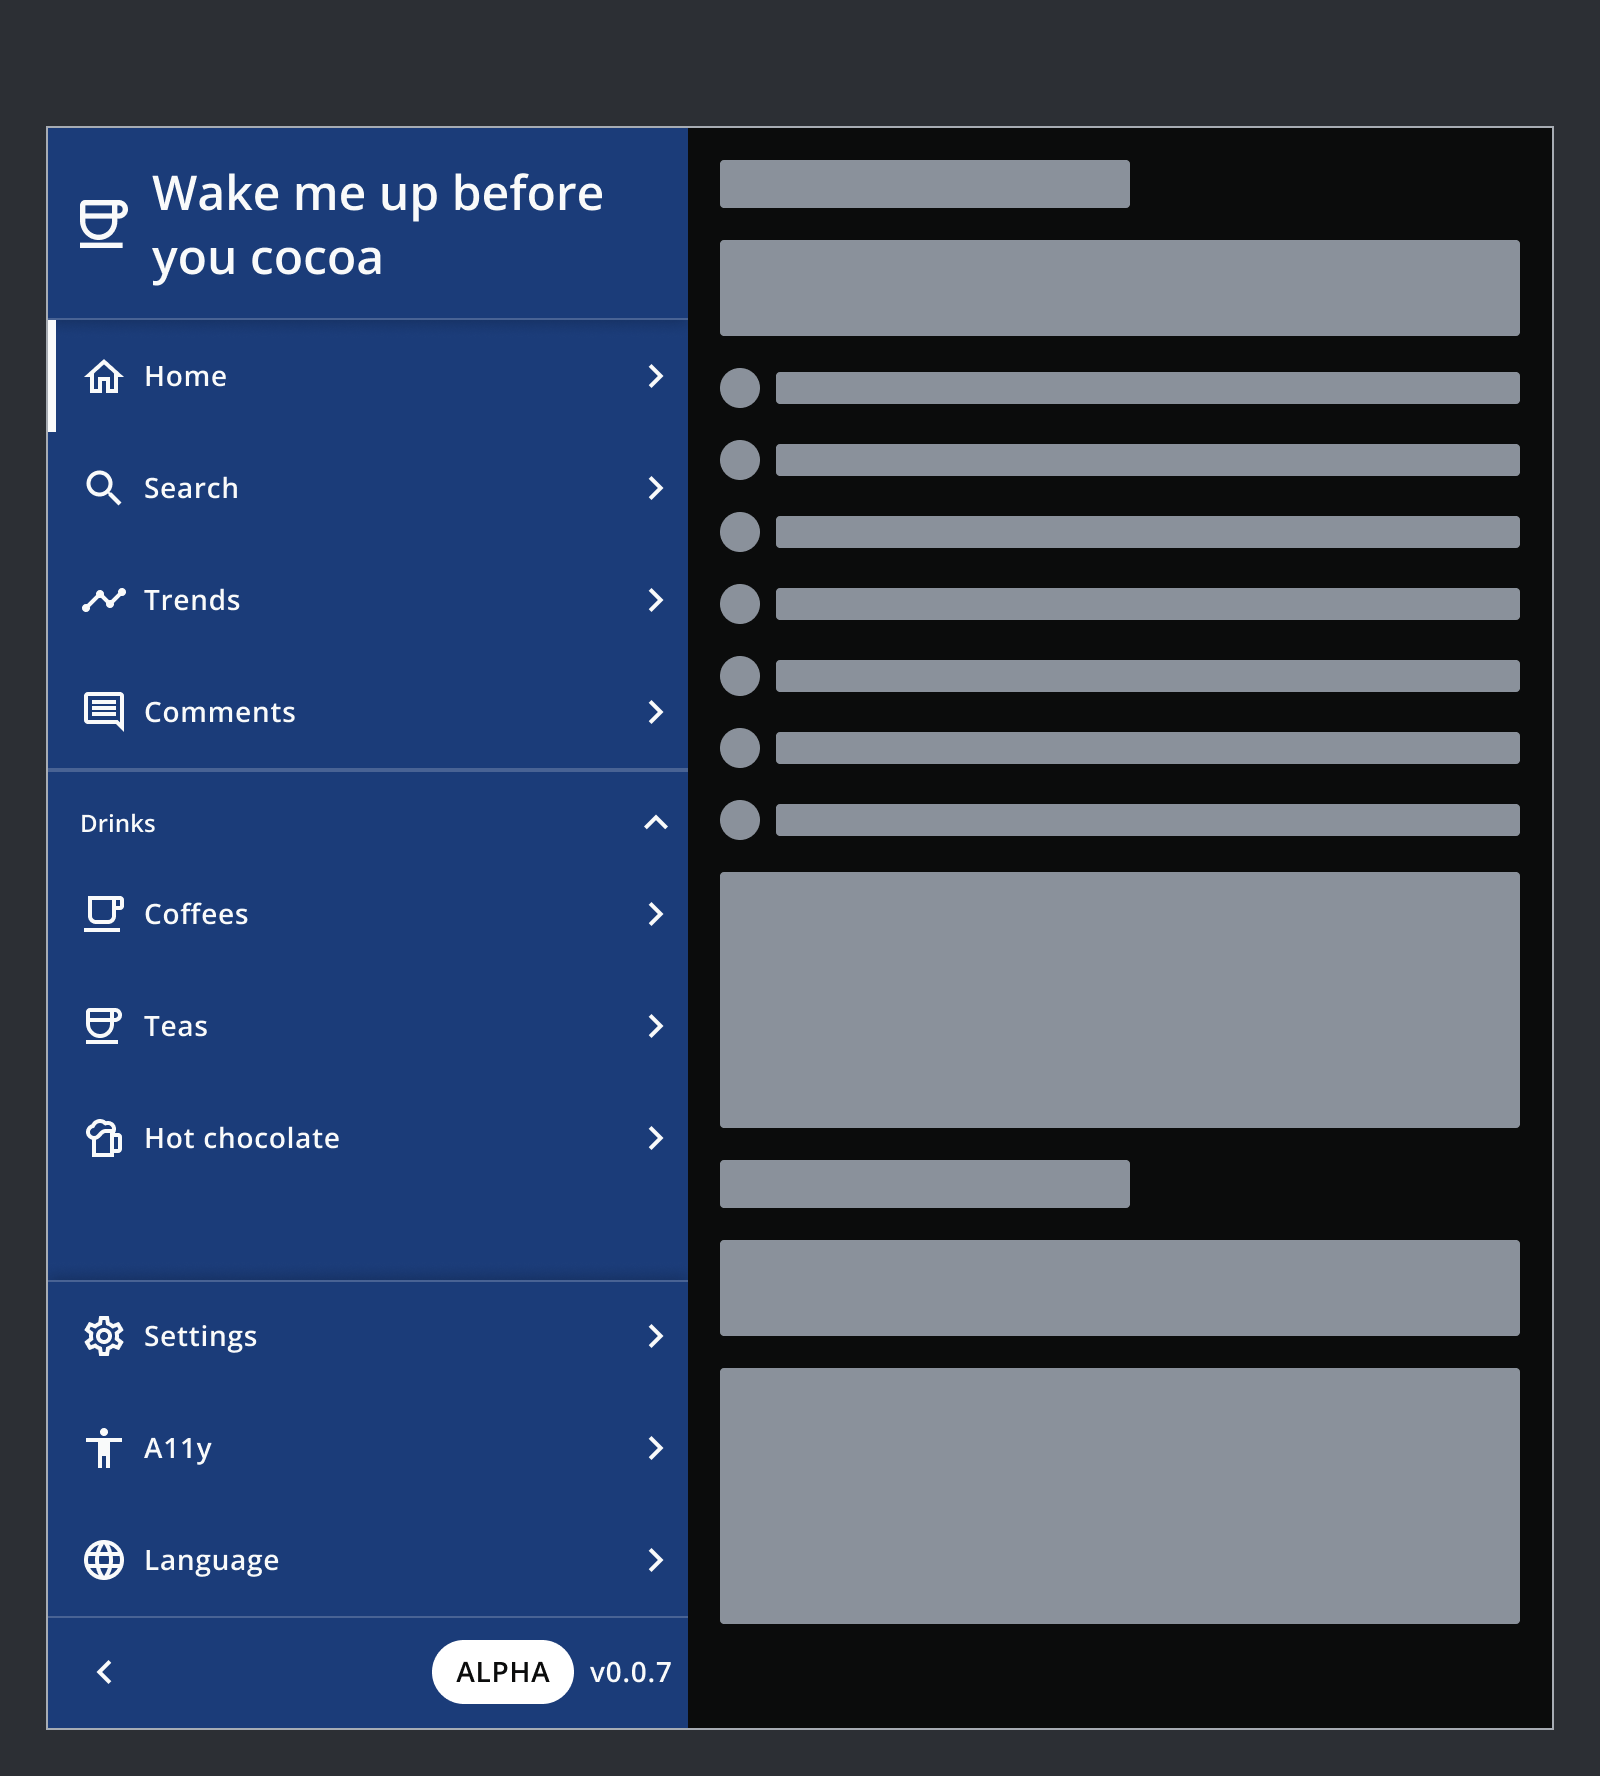 Wake me up before
you cocoa
Home
Search
Trends
Comments
Drinks
Coffees
Teas
Hot chocolate
Settings
A11y
Language
ALPHA v0.0.7